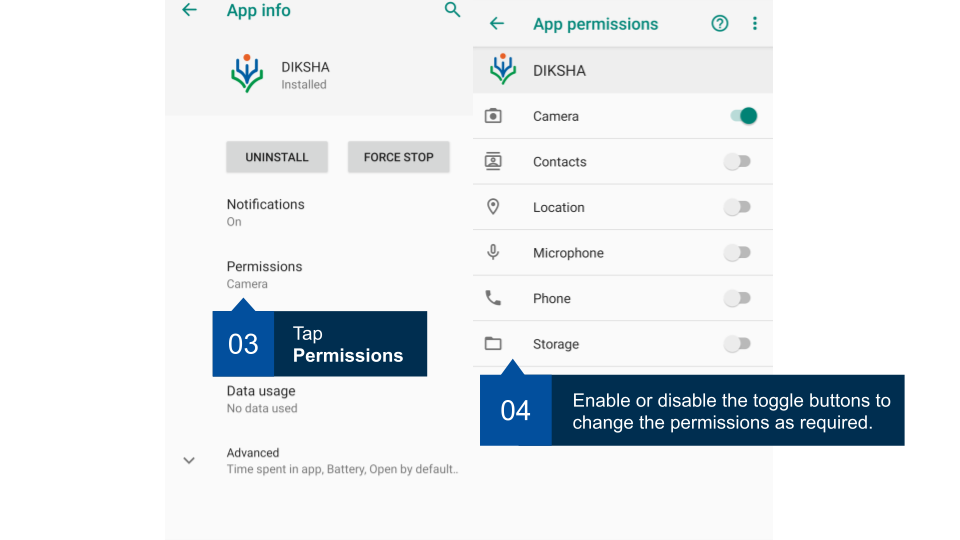 App info
DIKSHA
Installed
UNINSTALL
FORCE STOP
Notifications
On
Permissions
Camera
03
Tap
Permissions
Data usage
No data used
Advanced
Time spent in app, Battery, Open by default..
App permissions
DIKSHA
Camera
Contacts
Location
Microphone
Phone
Storage
04
Enable or disable the toggle buttons to
change the permissions as required.